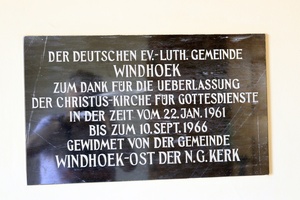 DER DEUTSCHEN EV.-LUTH. GEMEINDE
WINDHOEK
ZUM DANK FÜR DIE UEBERLASSUNG
DER CHRISTUS-KIRCHE FÜR GOTTESDIENSTE
IN DER ZEIT VOM 22.JAN.1961
BIS ZUM 10.SEPT.1966
GEWIDMET VON DER GEMEINDE
WINDHOEK-OST DER N.G.KERK